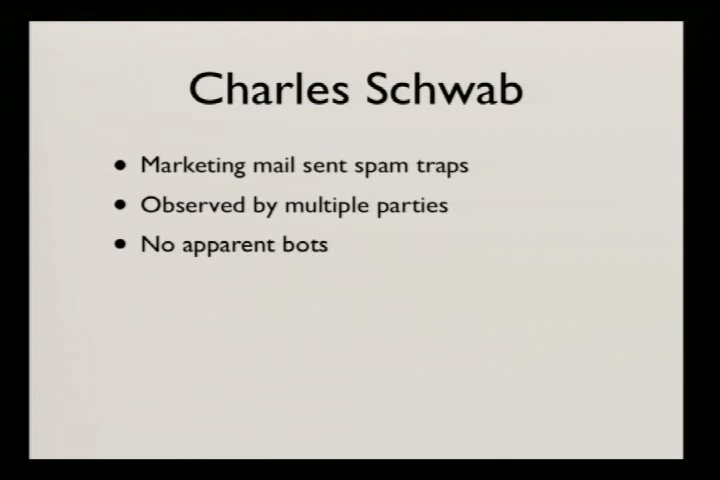 Charles Schwab
• Marketing mail sent spam traps
• Observed by multiple parties
• No apparent bots